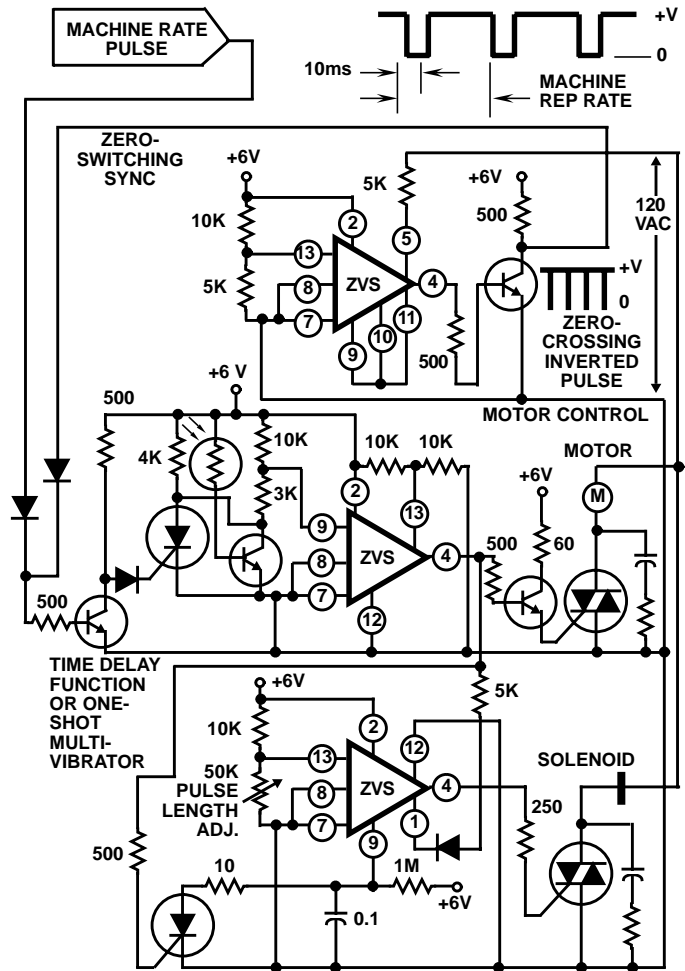 MACHINE RATE
PULSE
+V
0
10ms
MACHINE
REP RATE
ZERO-
SWITCHING
SYNC
+6V
5K
+6V
120
VAC
10K
500
2
5
13
5K
8
ZVS
4
+V
0
7
11
10
9
500
ZERO-
CROSSING
INVERTED
PULSE
+6 V
MOTOR CONTROL
500
4K
10K
10K
10K
MOTOR
+6V
3K
2
M
13
9
60
8
ZVS
4
500
7
12
500
TIME DELAY
FUNCTION
OR ONE-
SHOT
MULTI-
VIBRATOR
+6V
5K
10K
2
12
SOLENOID
13
50K
PULSE
LENGTH
ADJ.
8
ZVS
4
250
7
1
9
500
10
1M
+6V
0.1